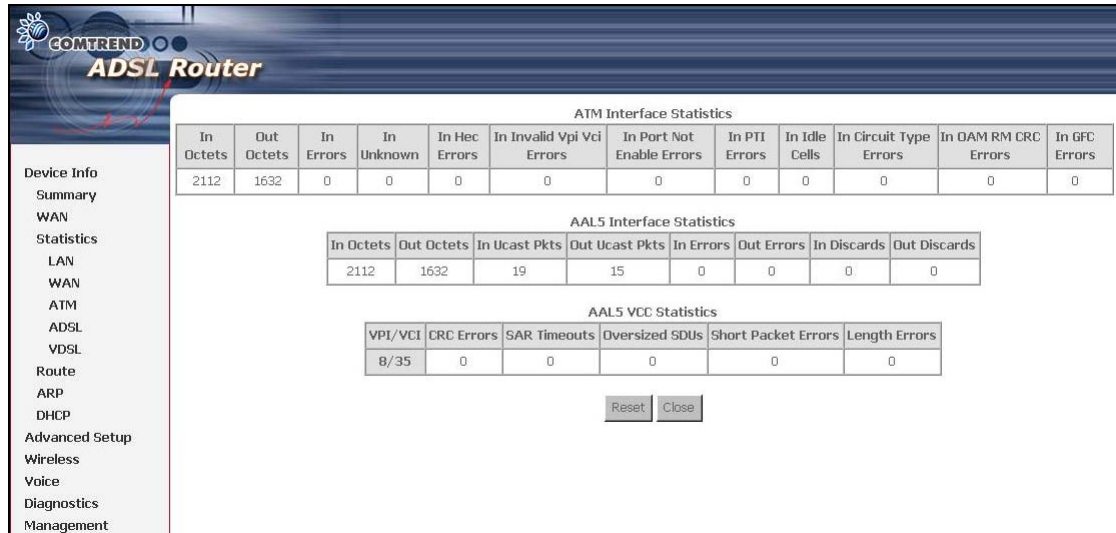 COMTREND
ADSL Router
Device Info
Summary
WAN
Statistics
LAN
WAN
ATM
ADSL
VDSL
Route
ARP
DHCP
Advanced Setup
Wireless
Voice
Diagnostics
Management
ATM Interface Statistics
In Octets Out Octets In Errors In Unknown In Hec Errors In Invalid Vpi Vci Errors In Port Not Enable Errors In PTI Errors In Idle Cells In Circuit Type Errors In OAM RM CRC Errors In GFC Errors
2112 1632 0 0 0 0 0 0 0 0 0 0
AAL5 Interface Statistics
In Octets Out Octets In Ucast Pkts Out Ucast Pkts In Errors Out Errors In Discards Out Discards
2112 1632 19 15 0 0 0 0
AAL5 VCC Statistics
VPI/VCI CRC Errors SAR Timeouts Oversized SDUs Short Packet Errors Length Errors
8/35 0 0 0 0 0
Reset Close